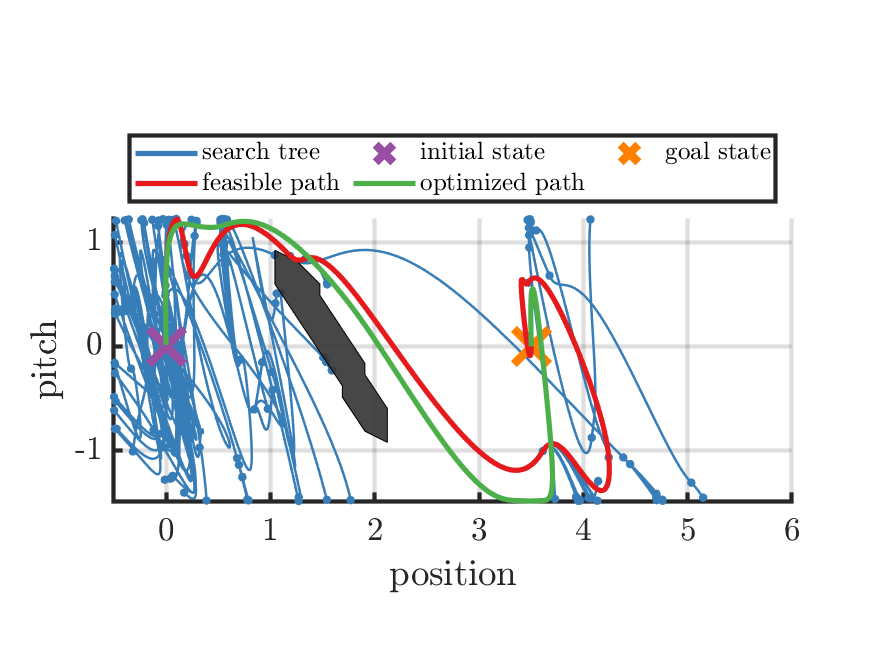 search tree initial state goal state
feasible path optimized path
1
0
-1
pitch
0 1 2 3 4 5 6
position